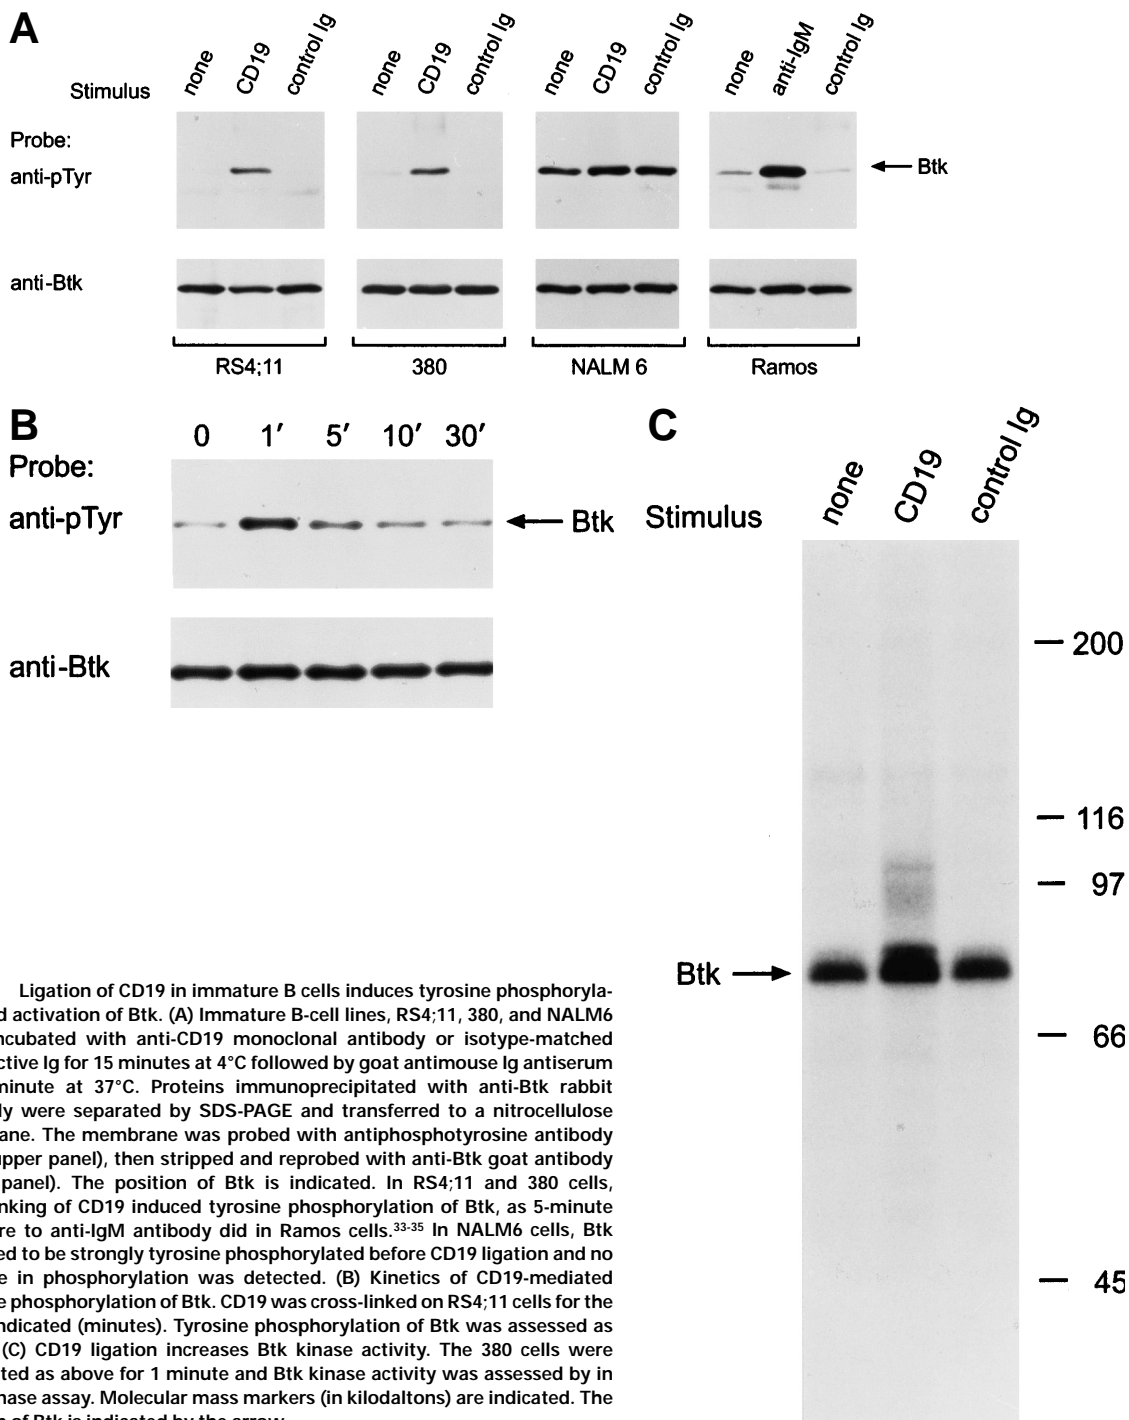 A
Stimulus
none CD19 control Ig none CD19 control Ig none CD19 control Ig none anti-IgM control Ig
Probe:
anti-pTyr
Btk
anti-Btk
RS4;11 380 NALM 6 Ramos
B
0 1′ 5′ 10′ 30′
Probe:
anti-pTyr
Btk
anti-Btk
C
Stimulus
none CD19 control Ig
200
116
97
Btk
66
45
Ligation of CD19 in immature B cells induces tyrosine phosphoryla-
d activation of Btk. (A) Immature B-cell lines, RS4;11, 380, and NALM6
ncubated with anti-CD19 monoclonal antibody or isotype-matched
ctive Ig for 15 minutes at 4°C followed by goat antimouse Ig antiserum
minute at 37°C. Proteins immunoprecipitated with anti-Btk rabbit
ly were separated by SDS-PAGE and transferred to a nitrocellulose
ane. The membrane was probed with antiphosphotyrosine antibody
upper panel), then stripped and reprobed with anti-Btk goat antibody
panel). The position of Btk is indicated. In RS4;11 and 380 cells,
nking of CD19 induced tyrosine phosphorylation of Btk, as 5-minute
re to anti-IgM antibody did in Ramos cells.33-35 In NALM6 cells, Btk
ed to be strongly tyrosine phosphorylated before CD19 ligation and no
e in phosphorylation was detected. (B) Kinetics of CD19-mediated
e phosphorylation of Btk. CD19 was cross-linked on RS4;11 cells for the
ndicated (minutes). Tyrosine phosphorylation of Btk was assessed as
(C) CD19 ligation increases Btk kinase activity. The 380 cells were
ted as above for 1 minute and Btk kinase activity was assessed by in
nase assay. Molecular mass markers (in kilodaltons) are indicated. The
n of Btk is indicated by the arrow